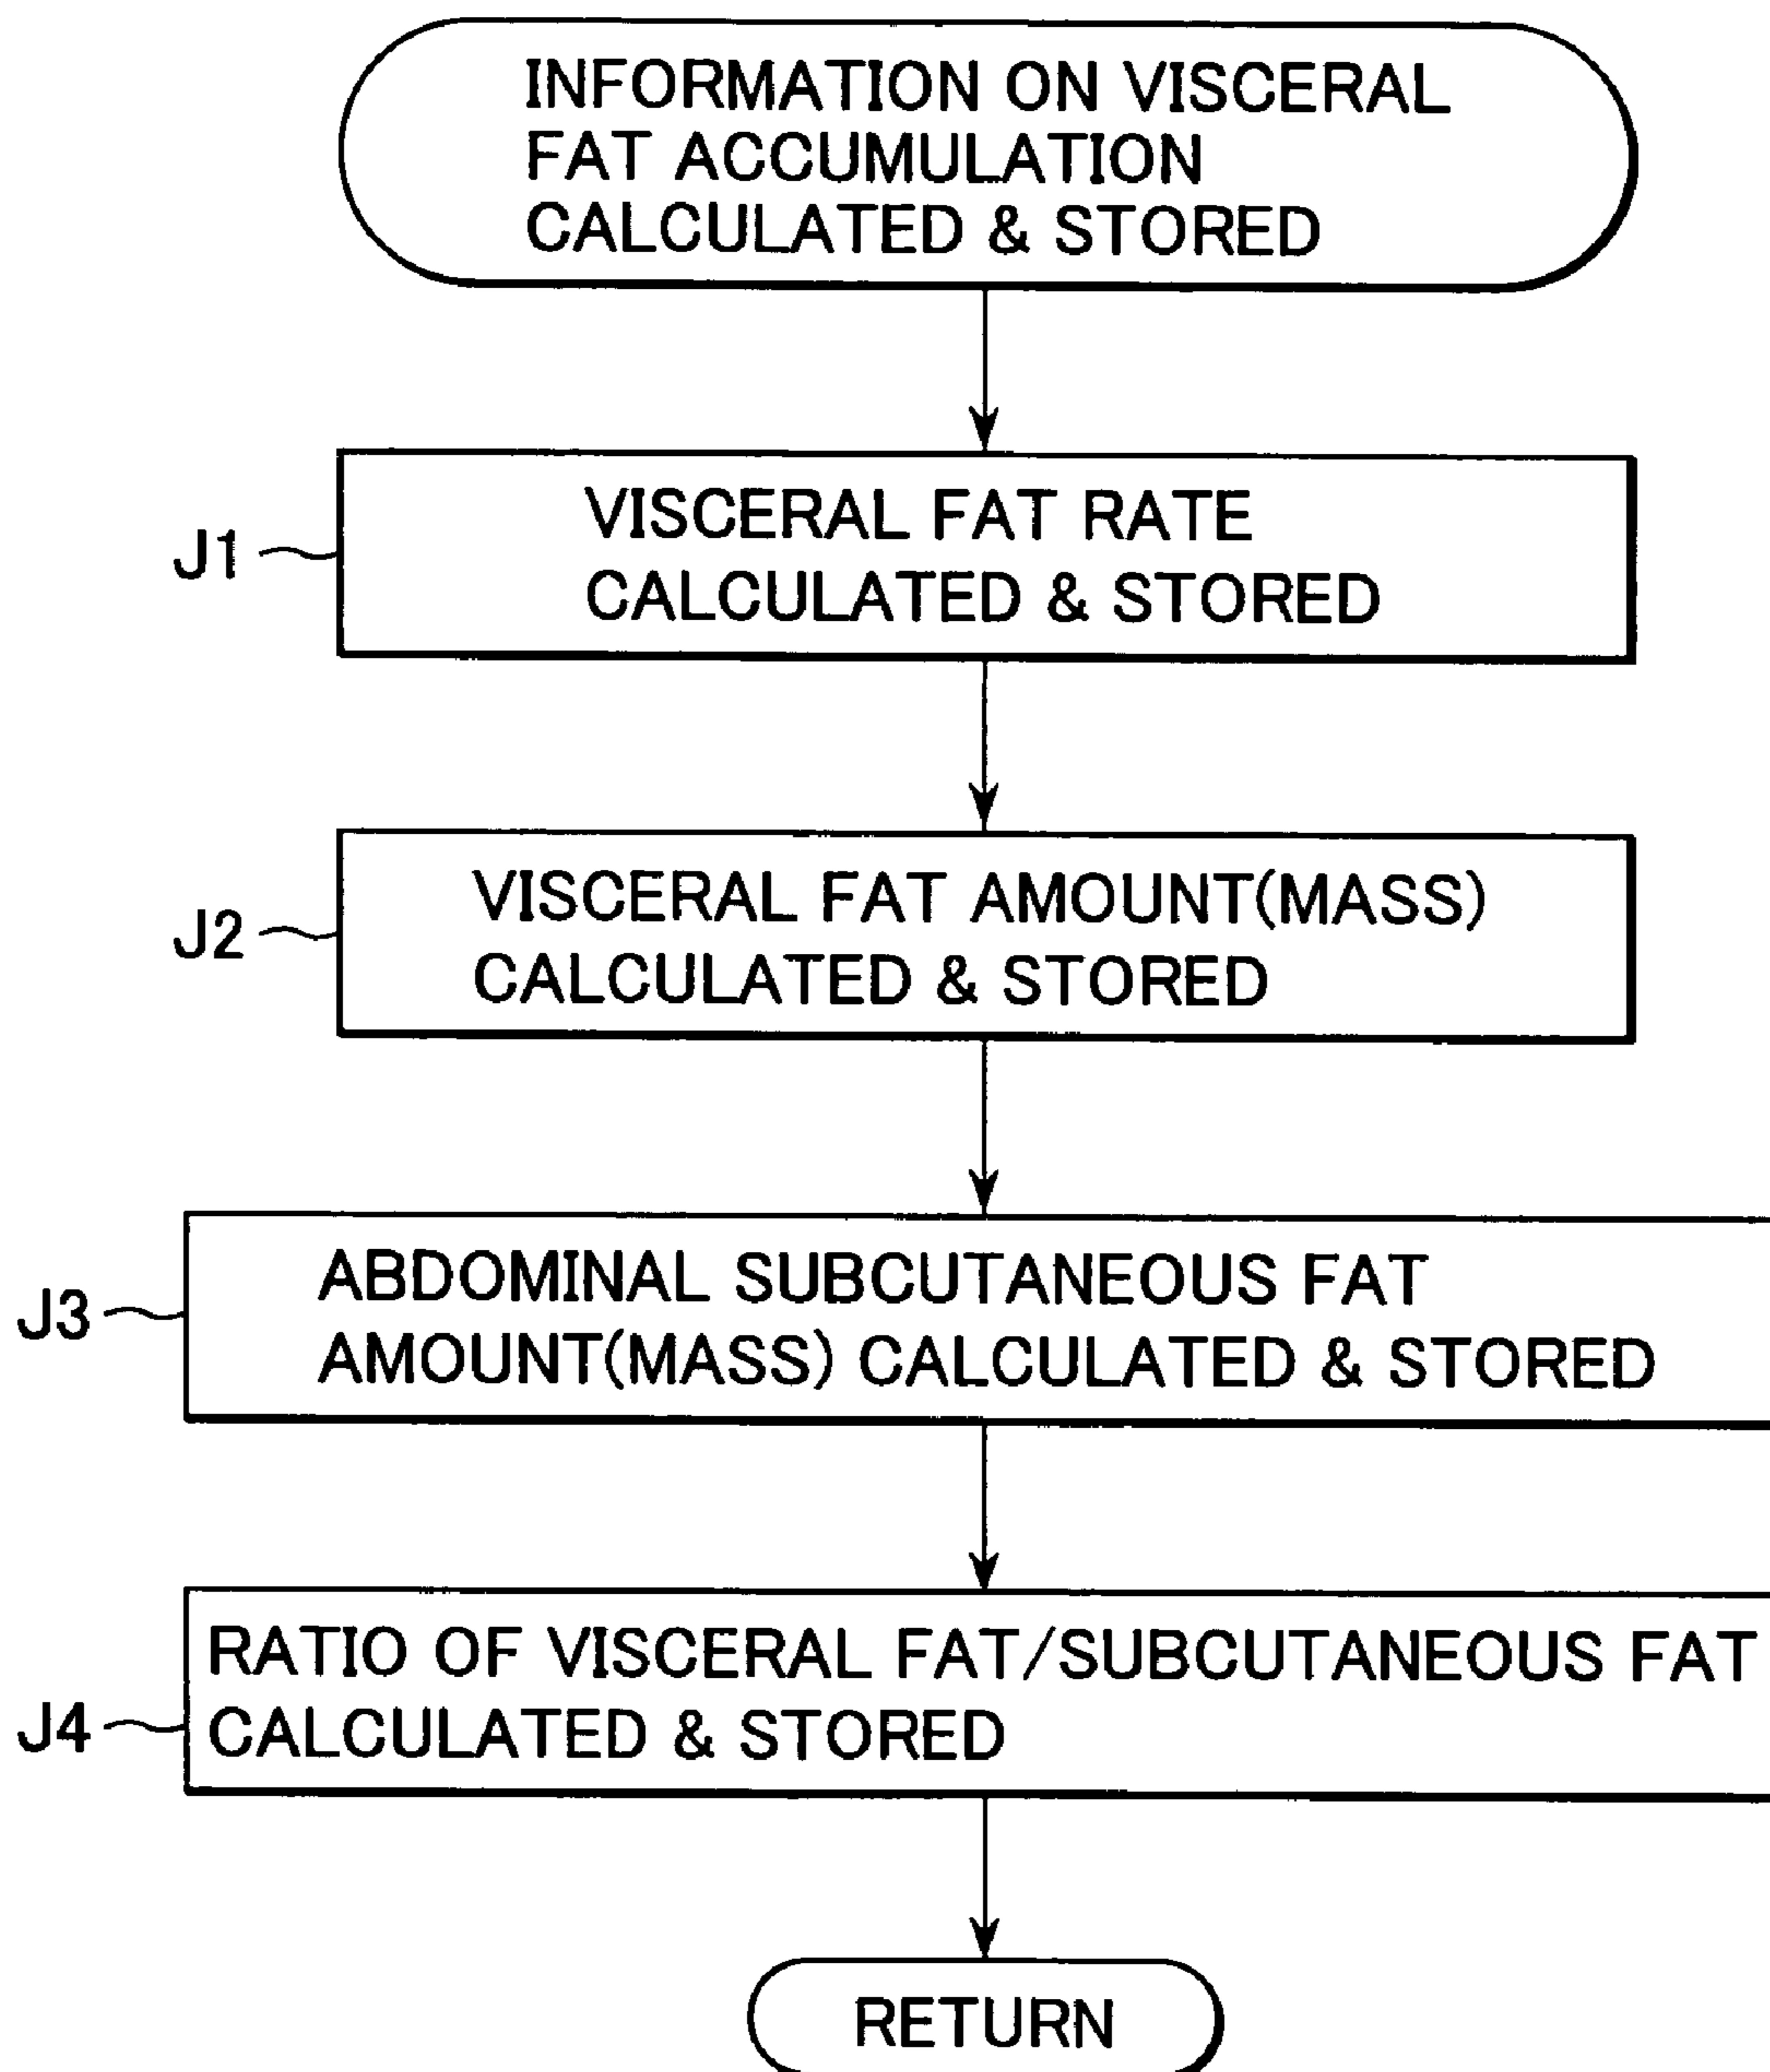 INFORMATION ON VISCERAL
FAT ACCUMULATION
CALCULATED & STORED
J1
VISCERAL FAT RATE
CALCULATED & STORED
J2
VISCERAL FAT AMOUNT(MASS)
CALCULATED & STORED
J3
ABDOMINAL SUBCUTANEOUS FAT
AMOUNT(MASS) CALCULATED & STORED
J4
RATIO OF VISCERAL FAT/SUBCUTANEOUS FAT
CALCULATED & STORED
RETURN